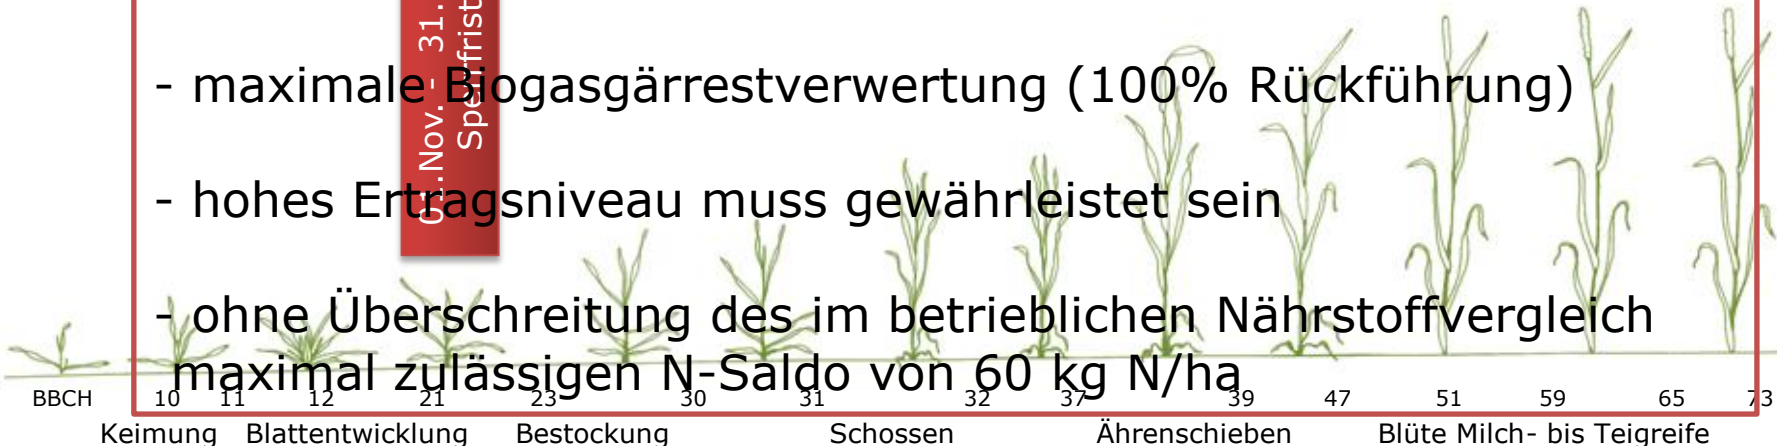 01.Nov. - 31.
Sperrfrist
- maximale Biogasgärrestverwertung (100% Rückführung)
- hohes Ertragsniveau muss gewährleistet sein
- ohne Überschreitung des im betrieblichen Nährstoffvergleich
maximal zulässigen N-Saldo von 60 kg N/ha
BBCH 10 11 12 21 23 30 31 32 37 39 47 51 59 65 73
Keimung Blattentwicklung Bestockung Schossen Ährenschieben Blüte Milch- bis Teigreife